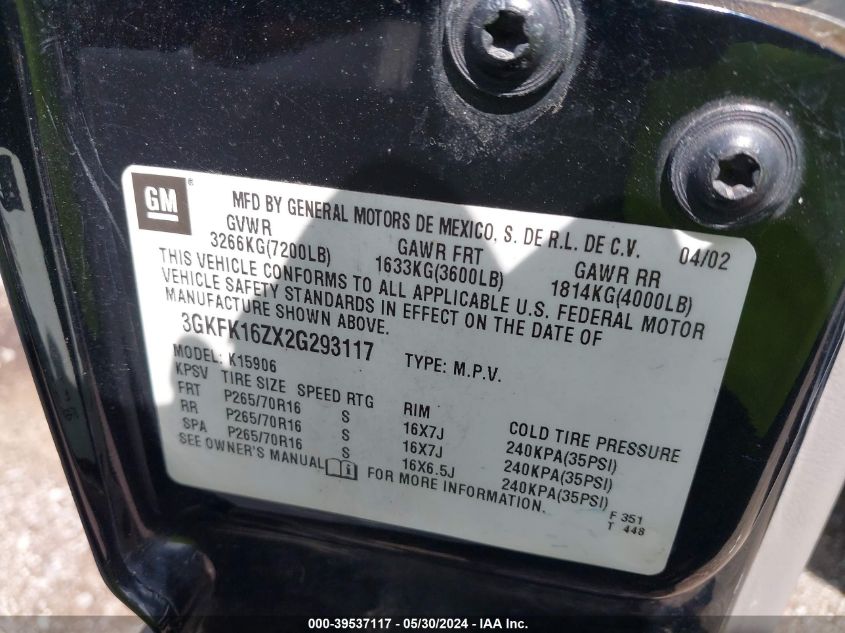 GM ®
MFD BY GENERAL MOTORS DE MEXICO, S. DE R.L. DE C.V. 04/02
GVWR GAWR FRT GAWR RR
3266KG(7200LB) 1633KG(3600LB) 1814KG(4000LB)
THIS VEHICLE CONFORMS TO ALL APPLICABLE U.S. FEDERAL MOTOR
VEHICLE SAFETY STANDARDS IN EFFECT ON THE DATE OF
MANUFACTURE SHOWN ABOVE.
3GKFK16ZX2G293117 TYPE: M.P.V.
MODEL: K15906
KPSV TIRE SIZE SPEED RTG RIM COLD TIRE PRESSURE
FRT P265/70R16 S 16X7J 240KPA(35PSI)
RR P265/70R16 S 16X7J 240KPA(35PSI)
SPA P265/70R16 S 16X6.5J 240KPA(35PSI)
SEE OWNER'S MANUAL i FOR MORE INFORMATION.
F 351
T 448
000-39537117 - 05/30/2024 - IAA Inc.